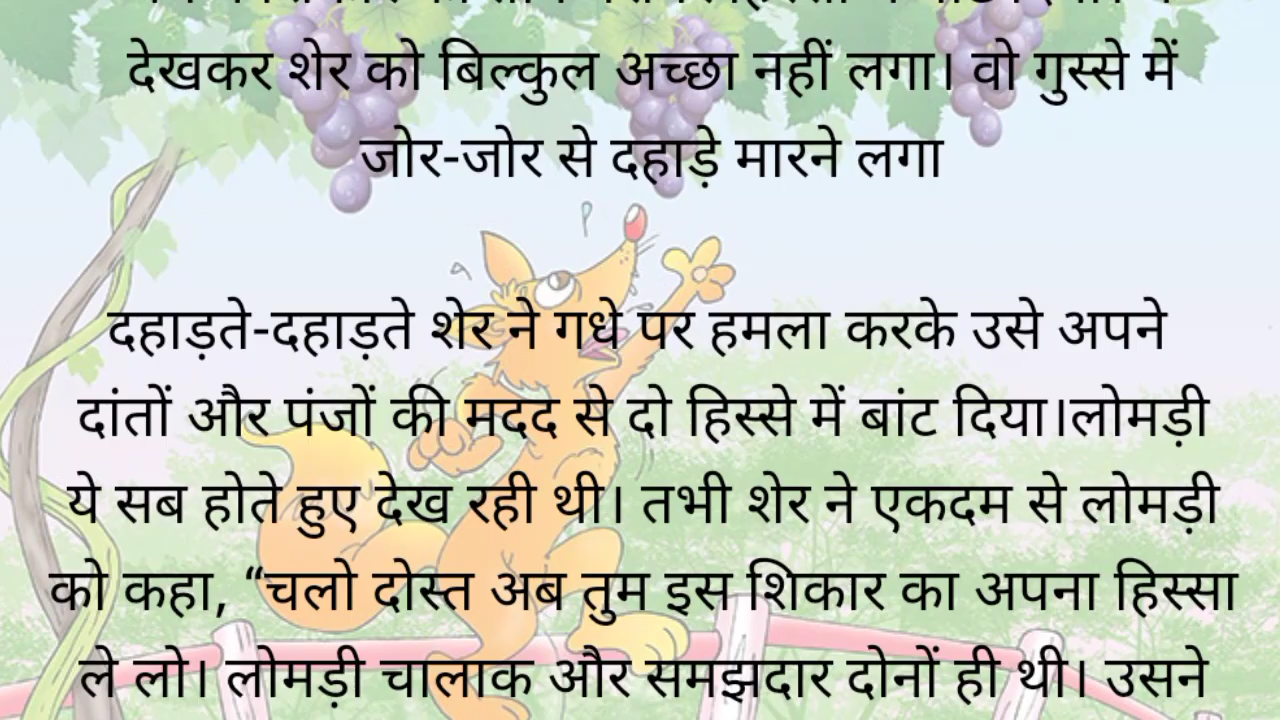 देखकर शेर को बिल्कुल अच्छा नहीं लगा। वो गुस्से में
जोर-जोर से दहाड़े मारने लगा
दहाड़ते-दहाड़ते शेर ने गधे पर हमला करके उसे अपने
दांतों और पंजों की मदद से दो हिस्से में बांट दिया।लोमड़ी
ये सब होते हुए देख रही थी। तभी शेर ने एकदम से लोमड़ी
को कहा, “चलो दोस्त अब तुम इस शिकार का अपना हिस्सा
ले लो। लोमड़ी चालाक और समझदार दोनों ही थी। उसने